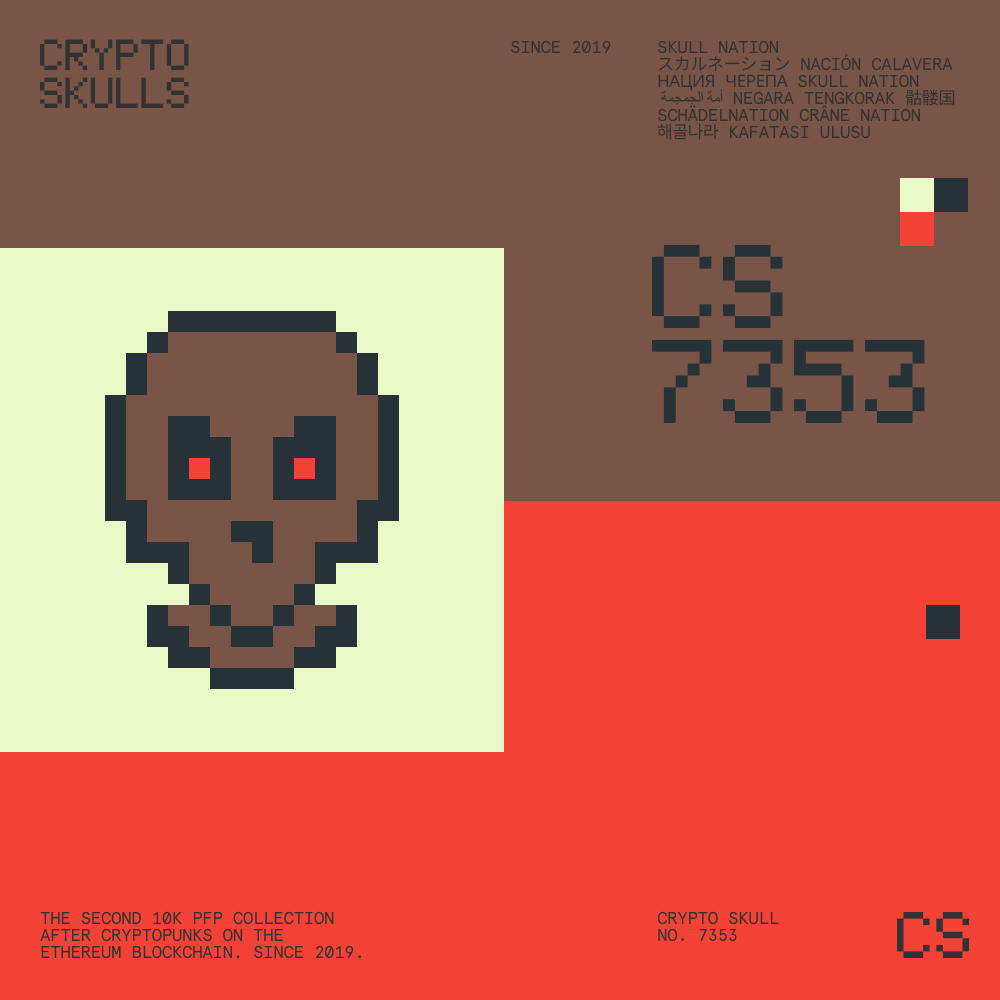 CRYPTO
SKULLS
SINCE 2019
SKULL NATION
スカルネーション NACIÓN CALAVERA
НАЦИЯ ЧЕРЕПА SKULL NATION
أمة الجمجمة NEGARA TENGKORAK 骷髅国
SCHÄDELNATION CRÂNE NATION
해골나라 KAFATASI ULUSU
CS
7353
THE SECOND 10K PFP COLLECTION
AFTER CRYPTOPUNKS ON THE
ETHEREUM BLOCKCHAIN. SINCE 2019.
CRYPTO SKULL
NO. 7353
CS